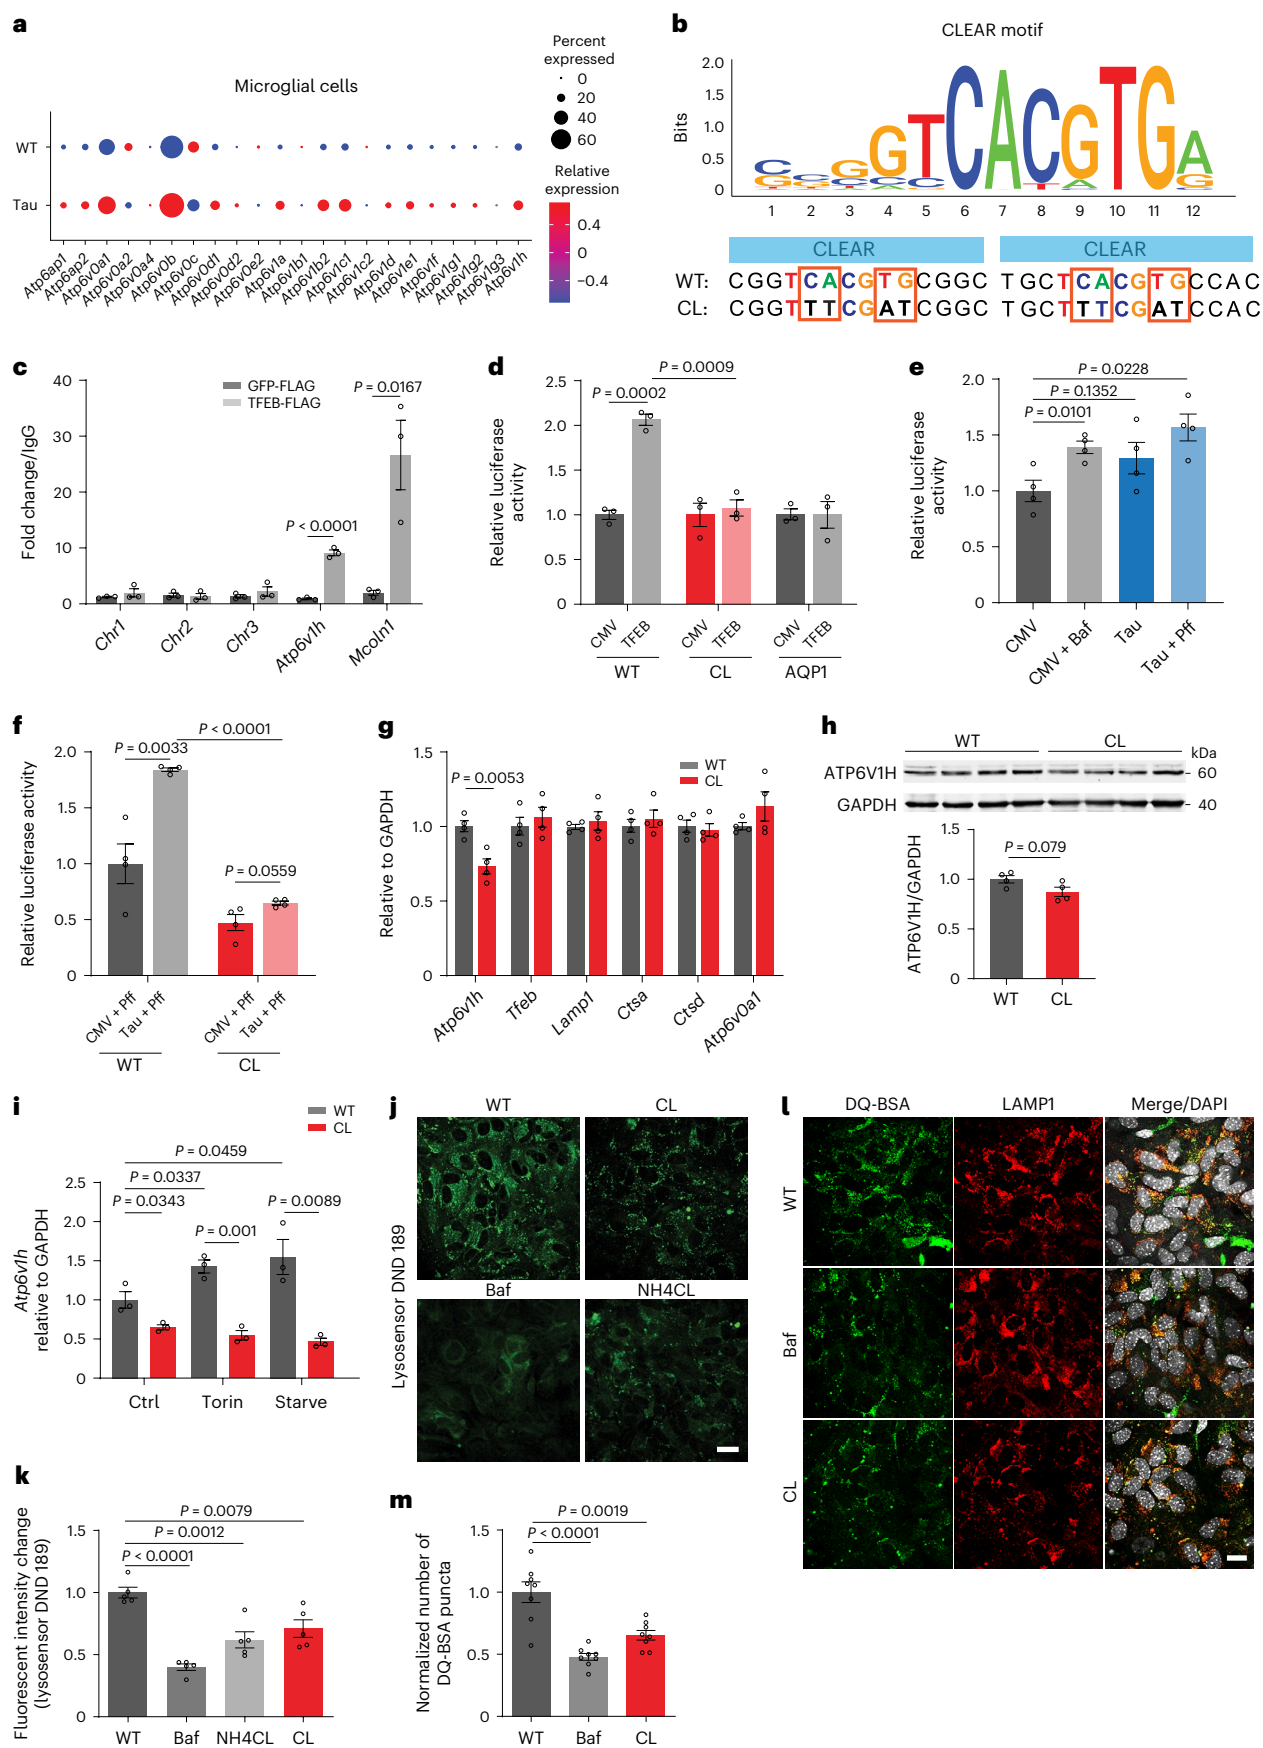 a
Microglial cells
WT
Tau
Atp6ap1
Atp6ap2
Atp6v0a1
Atp6v0a2
Atp6v0a4
Atp6v0b
Atp6v0c
Atp6v0d1
Atp6v0d2
Atp6v0e2
Atp6v1a
Atp6v1b1
Atp6v1b2
Atp6v1c1
Atp6v1c2
Atp6v1d
Atp6v1e1
Atp6v1f
Atp6v1g1
Atp6v1g2
Atp6v1g3
Atp6v1h
Percent
expressed
0
20
40
60
Relative
expression
0.4
0
−0.4
b
CLEAR motif
Bits
2.0
1.5
1.0
0.5
0
GTCACGTGA
1 2 3 4 5 6 7 8 9 10 11 12
CLEAR CLEAR
WT: CGGTCACGTGCGGC TGCTCACGTGCCAC
CL: CGGTTTCGATCGGC TGCTTTCGATCCAC
c
GFP-FLAG
TFEB-FLAG
Fold change/IgG
40
30
20
10
0
P < 0.0001
P = 0.0167
Chr1
Chr2
Chr3
Atp6v1h
Mcoln1
d
Relative luciferase
activity
2.5
2.0
1.5
1.0
0.5
0
P = 0.0009
P = 0.0002
CMV TFEB CMV TFEB CMV TFEB
WT CL AQP1
e
Relative luciferase
activity
2.0
1.5
1.0
0.5
0
P = 0.0228
P = 0.1352
P = 0.0101
CMV
CMV + Baf
Tau
Tau + Pff
f
Relative luciferase activity
2.0
1.5
1.0
0.5
0
P < 0.0001
P = 0.0033
P = 0.0559
CMV + Pff
Tau + Pff
CMV + Pff
Tau + Pff
WT CL
g
Relative to GAPDH
1.5
1.0
0.5
0
WT
CL
P = 0.0053
Atp6v1h
Tfeb
Lamp1
Ctsa
Ctsd
Atp6v0a1
h
WT CL
kDa
ATP6V1H 60
GAPDH 40
ATP6V1H/GAPDH
1.5
1.0
0.5
0
P = 0.079
WT CL
i
WT
CL
Atp6v1h
relative to GAPDH
2.5
2.0
1.5
1.0
0.5
0
P = 0.0459
P = 0.0337
P = 0.0343
P = 0.001
P = 0.0089
Ctrl Torin Starve
j
WT CL
Baf NH4CL
Lysosensor DND 189
l
DQ-BSA LAMP1 Merge/DAPI
WT
Baf
CL
k
Fluorescent intensity change
(lysosensor DND 189)
1.5
1.0
0.5
0
P = 0.0079
P = 0.0012
P < 0.0001
WT Baf NH4CL CL
m
Normalized number of
DQ-BSA puncta
1.5
1.0
0.5
0
P = 0.0019
P < 0.0001
WT Baf CL